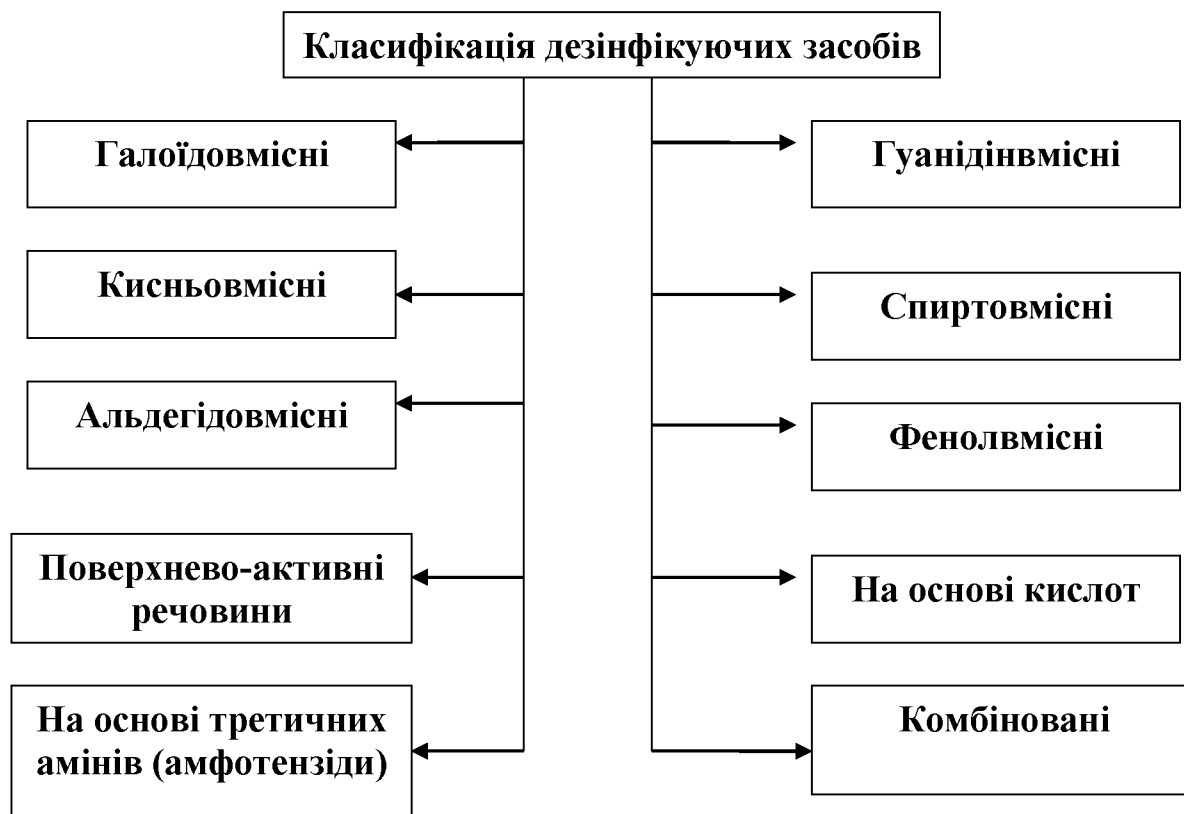 Класифікація дезінфікуючих засобів
Галоїдовмісні
Кисньовмісні
Альдегідовмісні
Поверхнево-активні
речовини
На основі третичних
амінів (амфотензіди)
Гуанідінвмісні
Спиртовмісні
Фенолвмісні
На основі кислот
Комбіновані